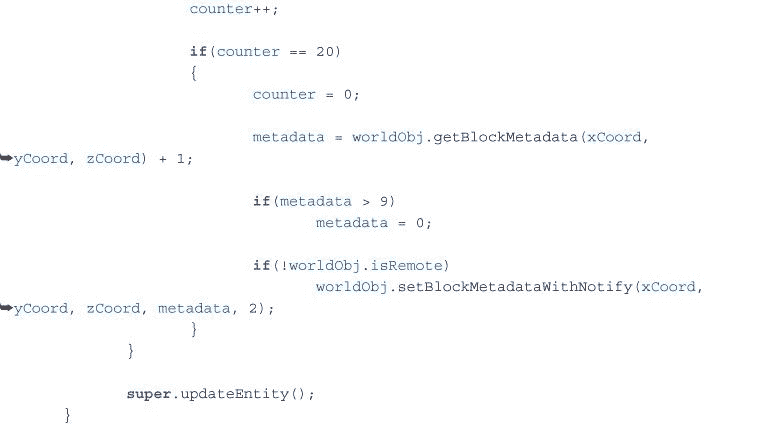 counter++;

                        if(counter == 20)
                        {
                                counter = 0;

                                metadata = worldObj.getBlockMetadata(xCoord,
➥yCoord, zCoord) + 1;

                                if(metadata > 9)
                                        metadata = 0;

                                if(!worldObj.isRemote)
                                        worldObj.setBlockMetadataWithNotify(xCoord,
➥yCoord, zCoord, metadata, 2);
                        }
                }

                super.updateEntity();
        }